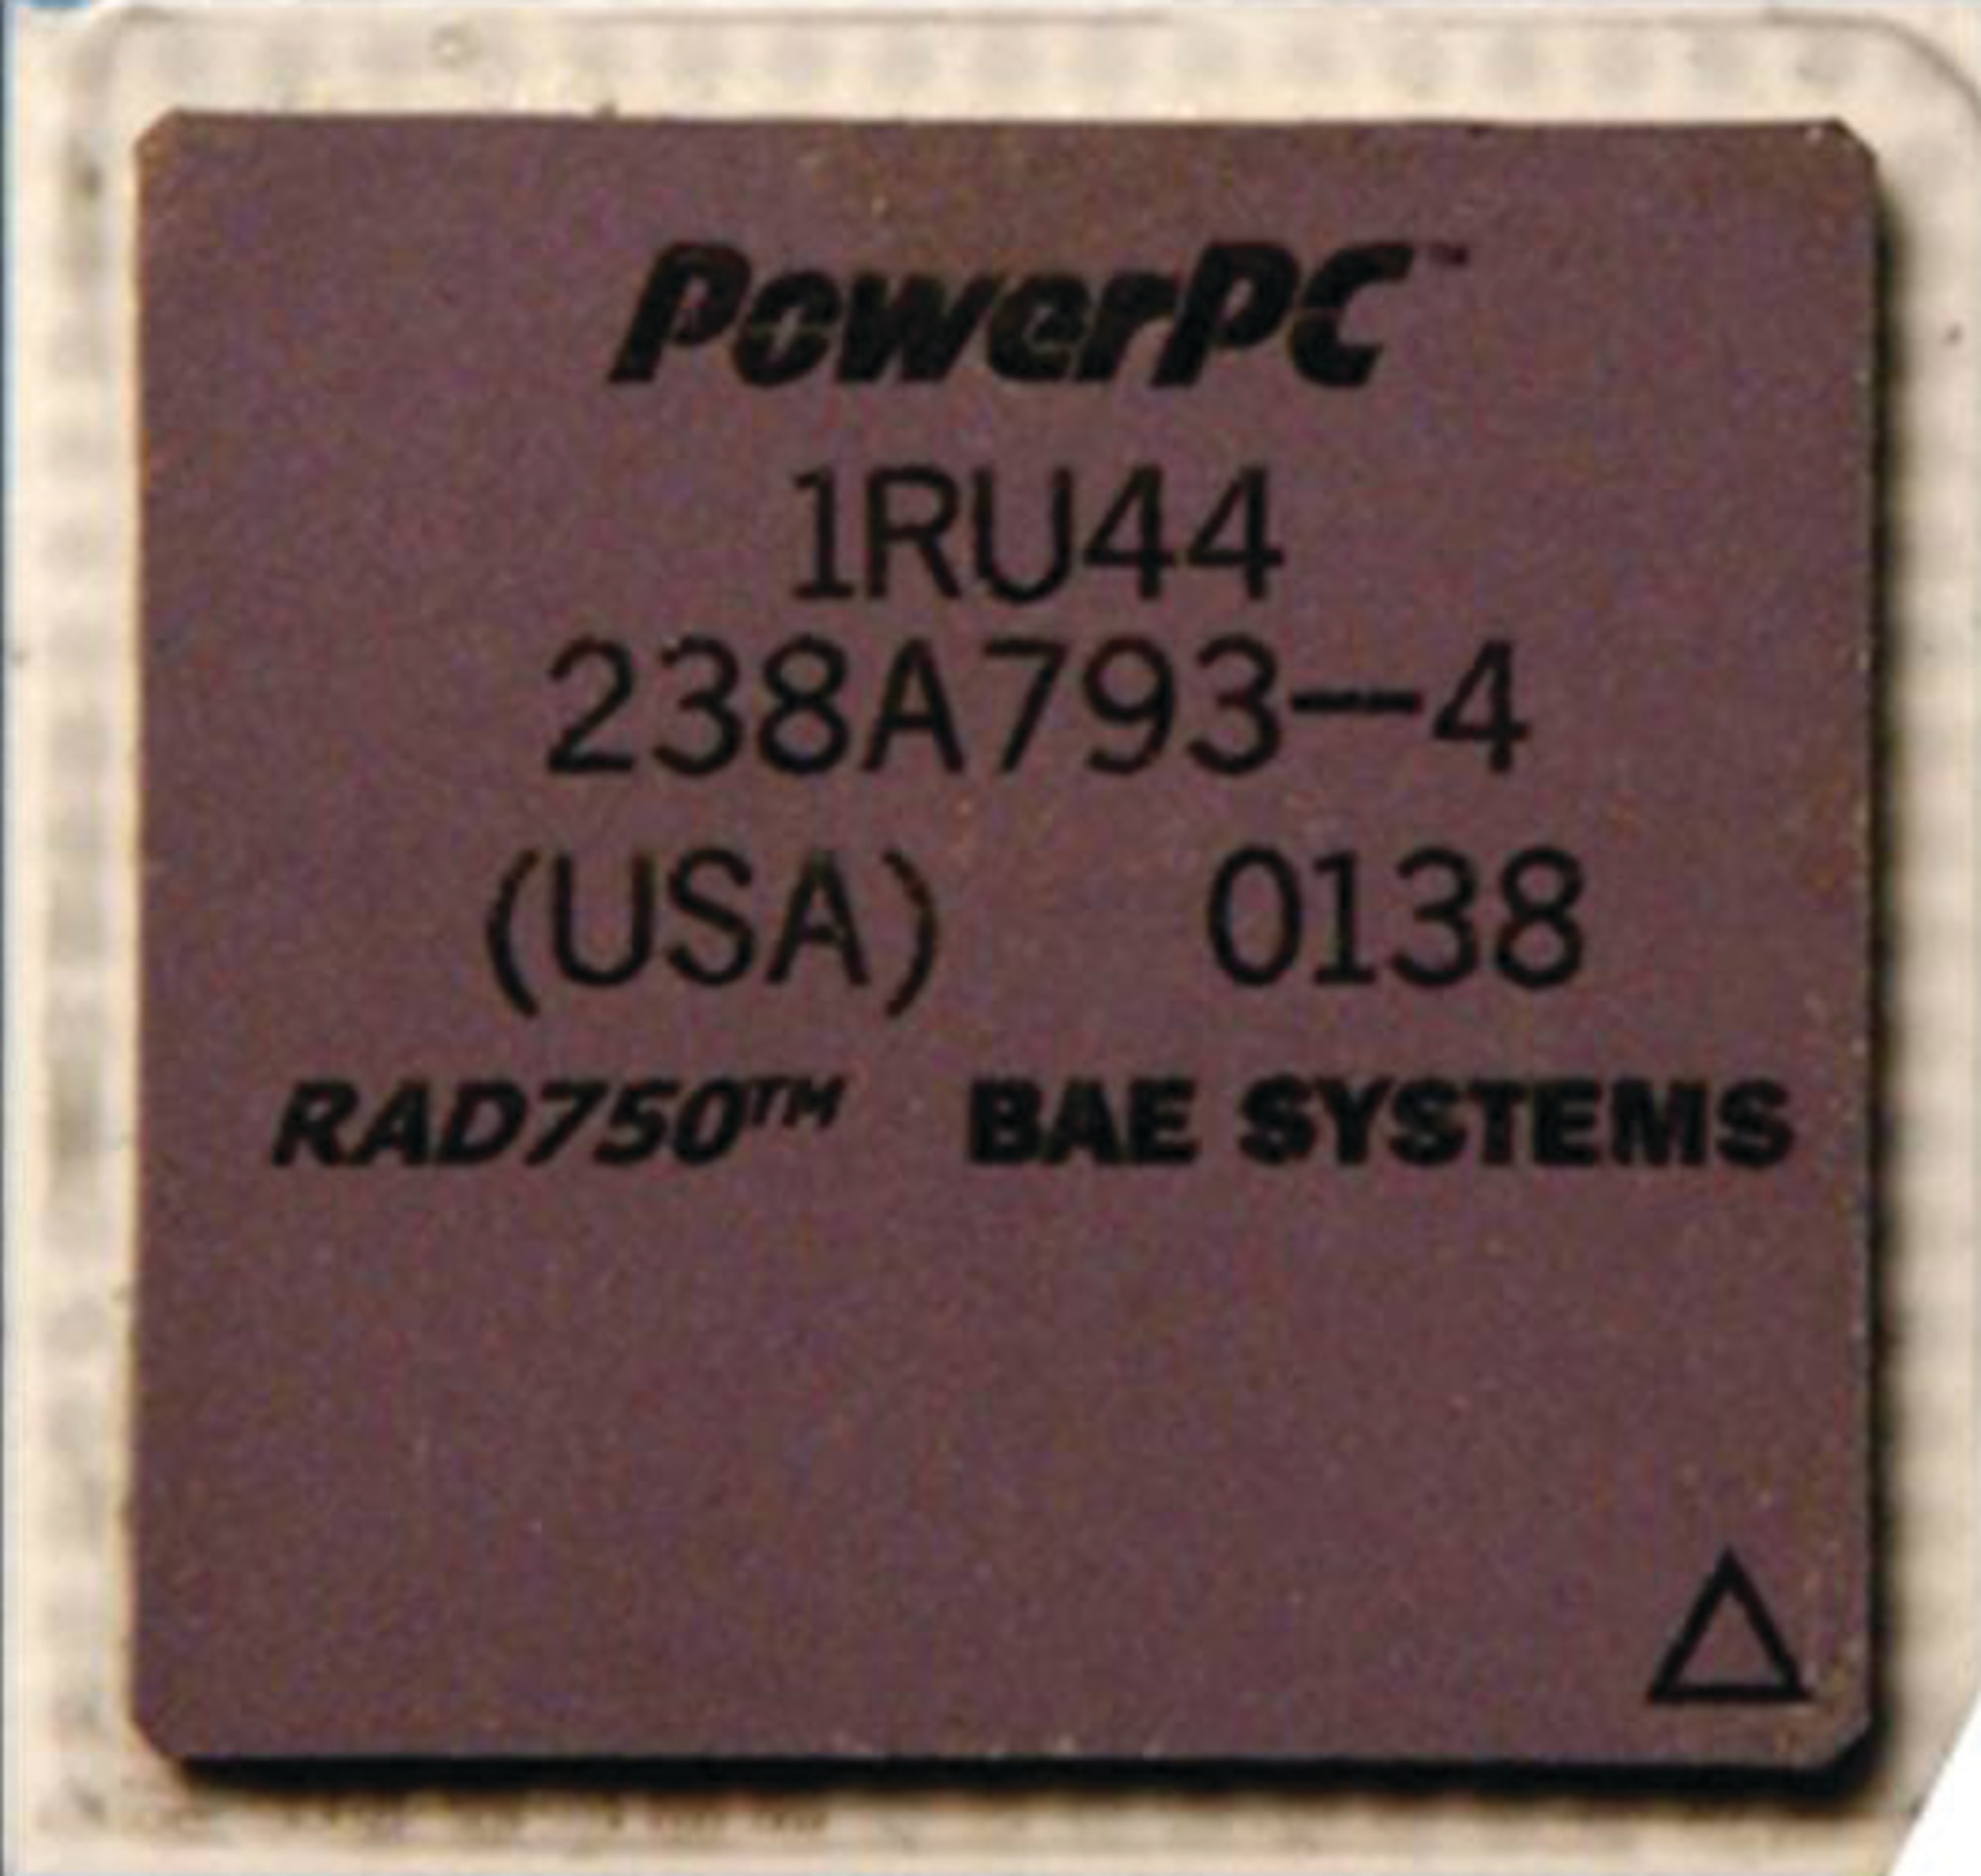 PowerPC™
1RU44
238A793-4
(USA) 0138
RAD750™ BAE SYSTEMS